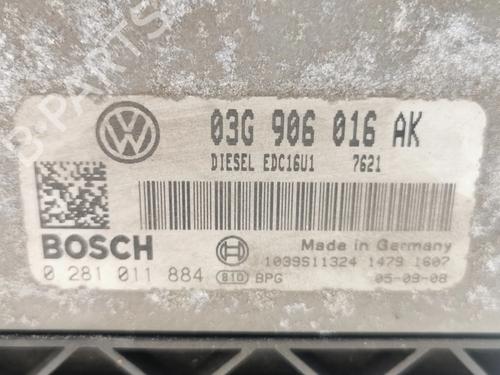 B-PARTS
03G 906 016 AK
DIESEL EDC16U1 7621
BOSCH
Made in Germany
0 281 011 884 810 BPG
1039S11324 1479 1607
05-09-08